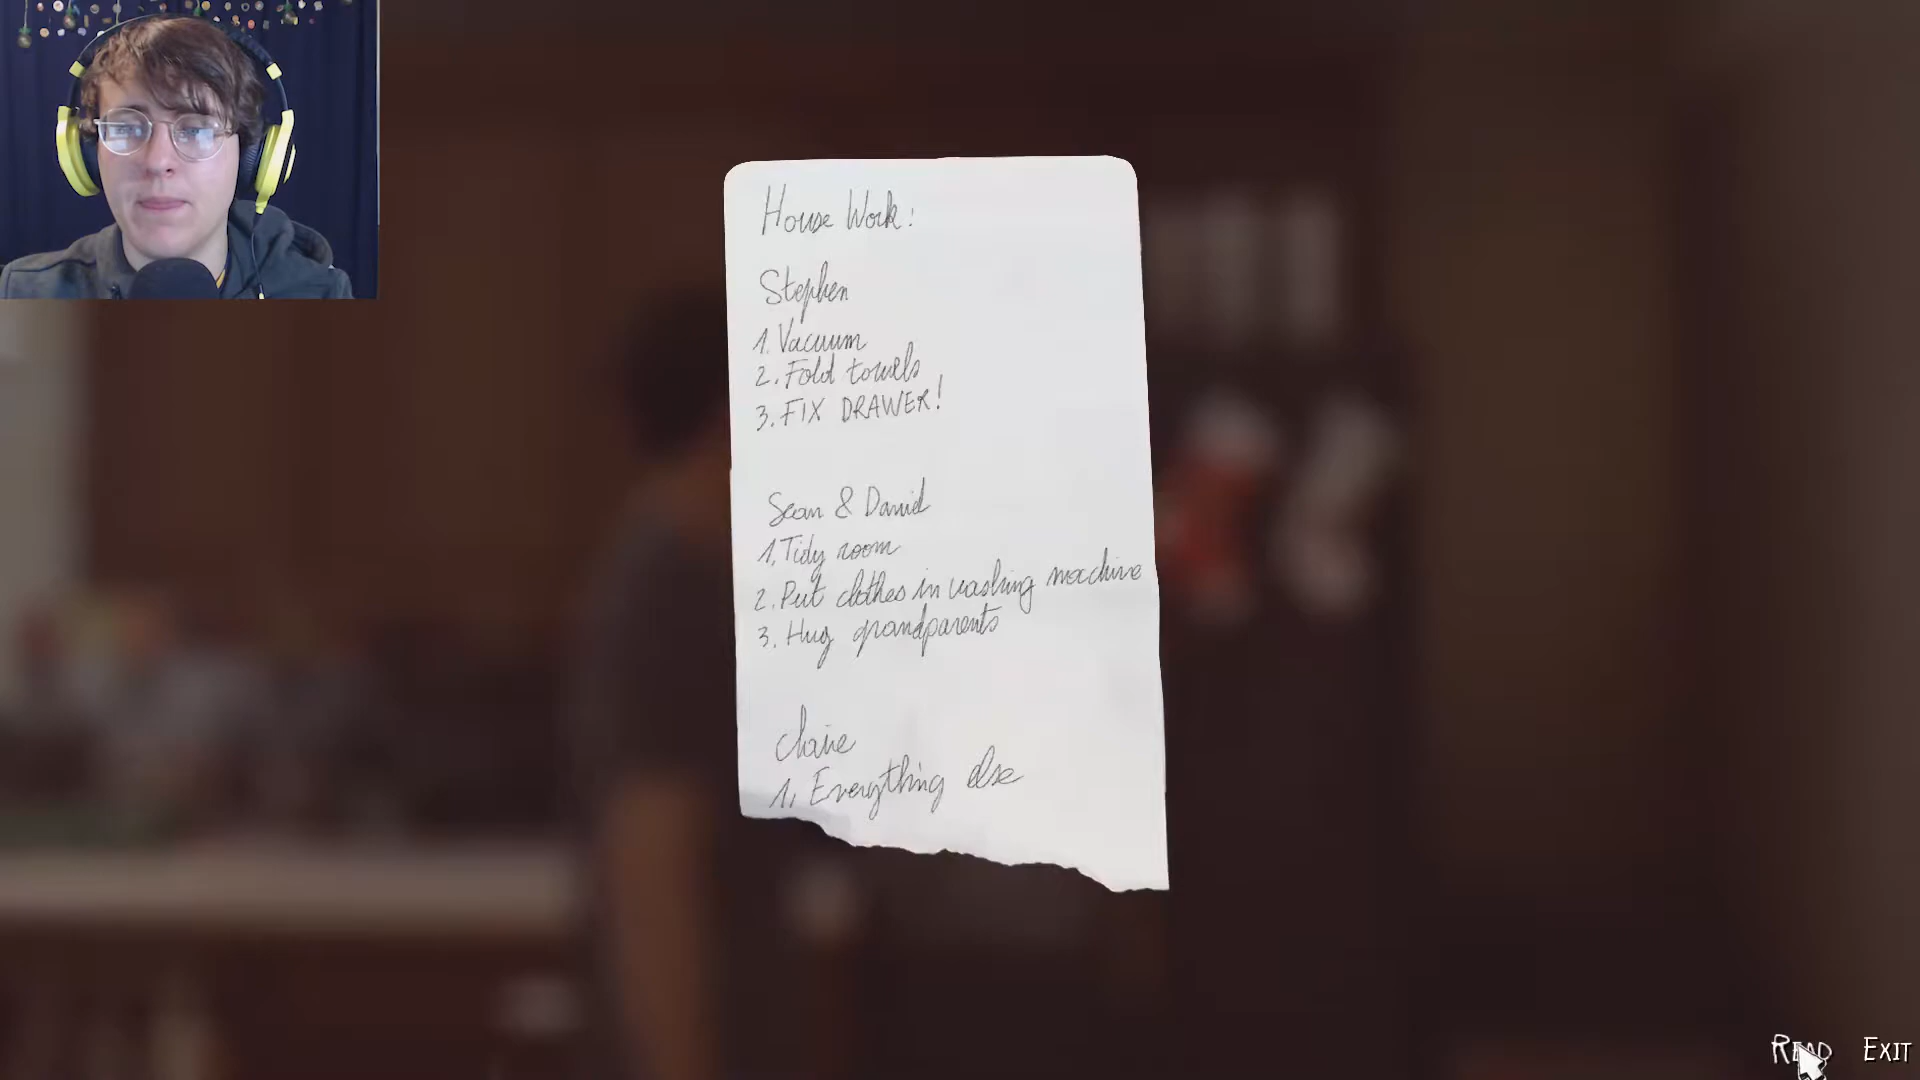 House Work:
Stephen
1. Vacuum
2. Fold towels
3. FIX DRAWER!
Sean & Daniel
1. Tidy room
2. Put clothes in washing machine
3. Hug grandparents
Claire
1. Everything else
READ EXIT